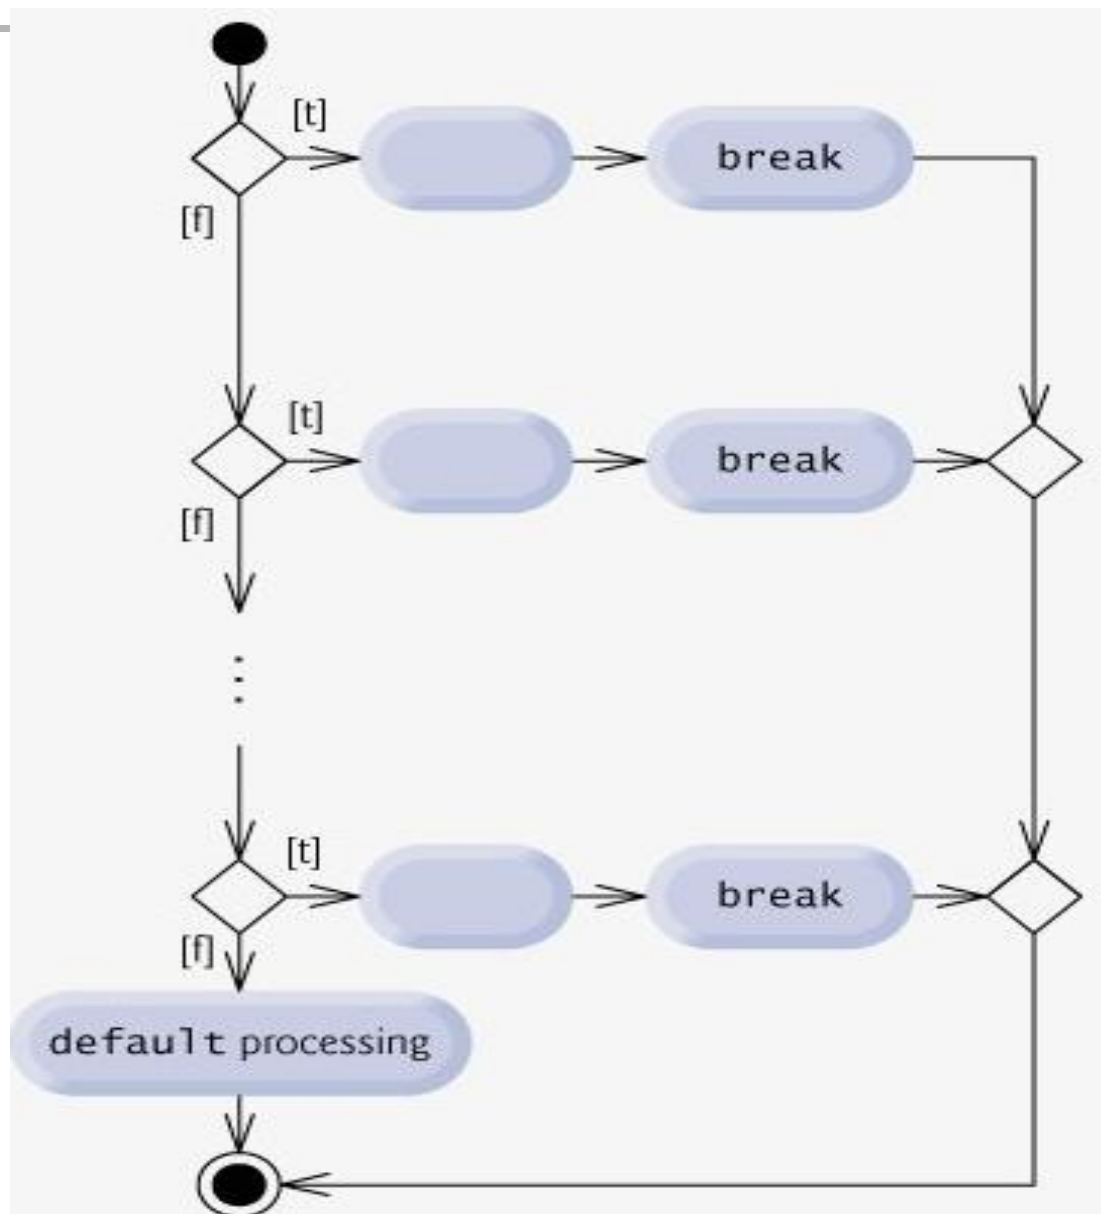 [t]
break
[f]
[t]
break
[f]
[t]
break
[f]
default processing